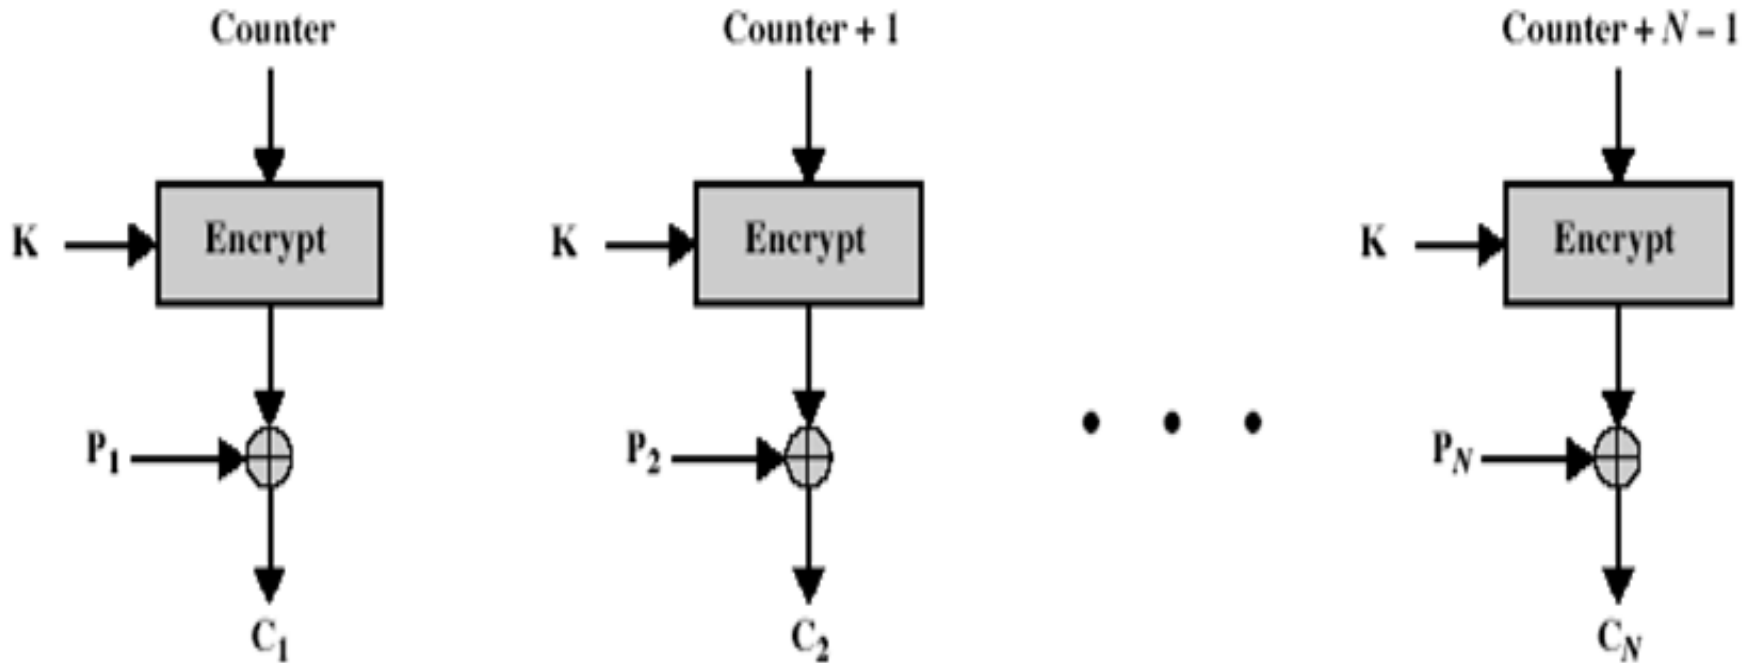 Counter
Counter + 1
Counter + N – 1
K
Encrypt
K
Encrypt
K
Encrypt
P1
P2
PN
C1
C2
CN